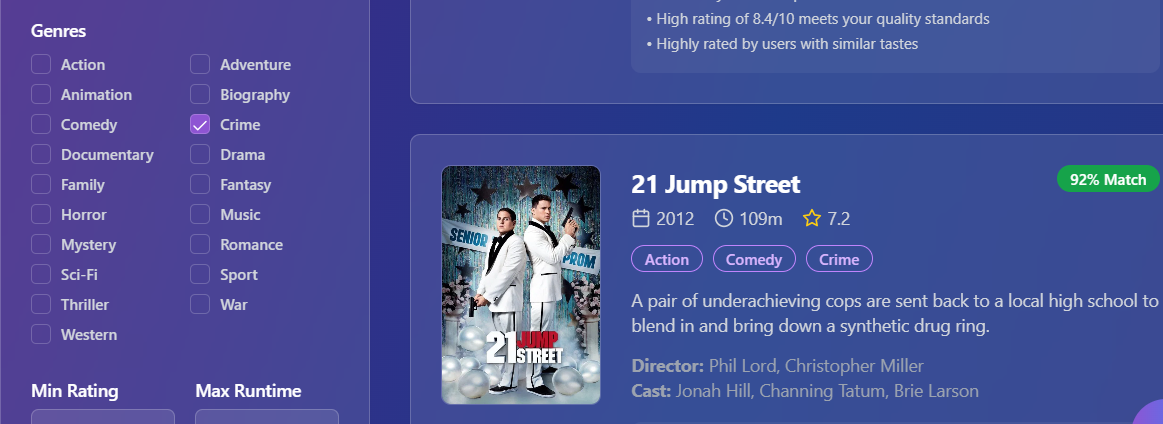 Genres
Action
Adventure
Animation
Biography
Comedy
Crime
Documentary
Drama
Family
Fantasy
Horror
Music
Mystery
Romance
Sci-Fi
Sport
Thriller
War
Western
Min Rating
Max Runtime
• High rating of 8.4/10 meets your quality standards
• Highly rated by users with similar tastes
SENIOR
PROM
21 JUMP
STREET
21 Jump Street
92% Match
2012 109m 7.2
Action Comedy Crime
A pair of underachieving cops are sent back to a local high school to
blend in and bring down a synthetic drug ring.
Director: Phil Lord, Christopher Miller
Cast: Jonah Hill, Channing Tatum, Brie Larson